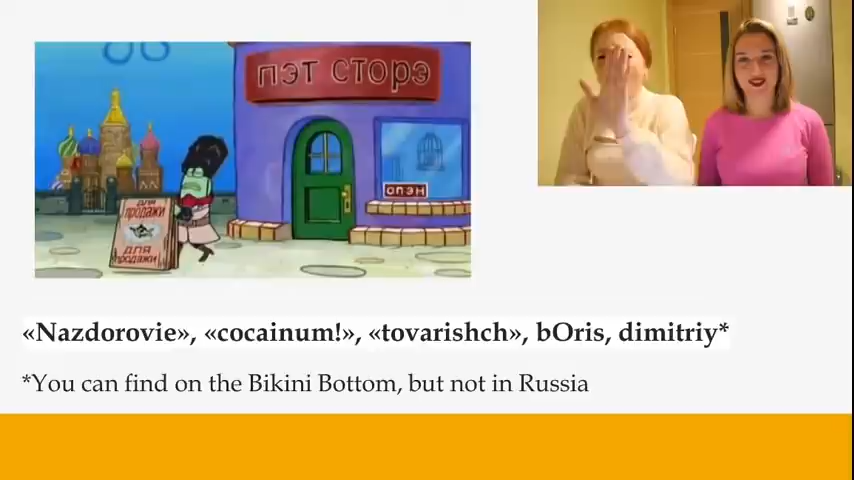 ПЭТ СТОРЭ
ОПЭН
ДЛЯ
ПРОДАЖИ
ДЛЯ
ПРОДАЖИ
«Nazdorovie», «cocainum!», «tovarishch», bOris, dimitriy*
*You can find on the Bikini Bottom, but not in Russia